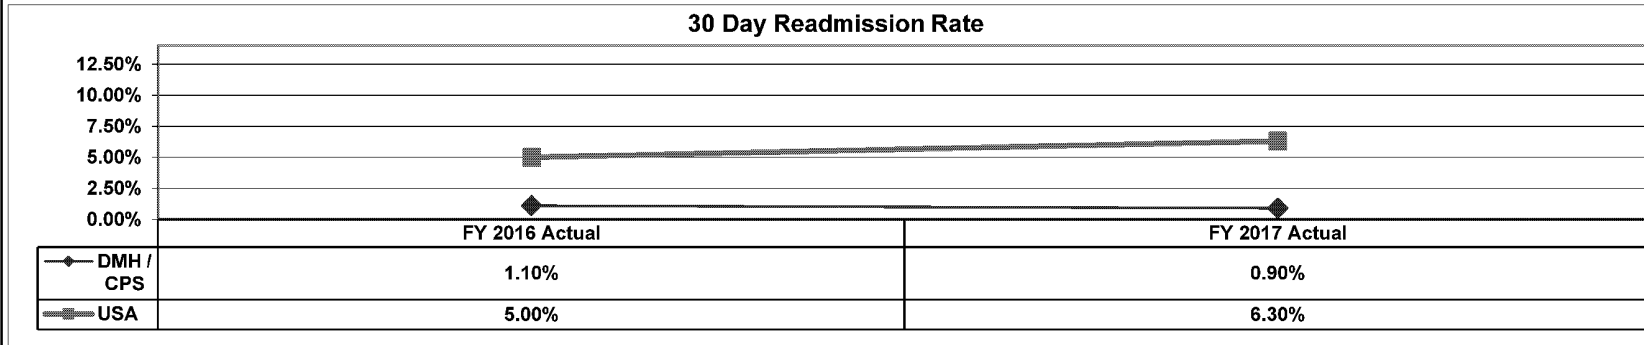 30 Day Readmission Rate
12.50%
10.00%
7.50%
5.00%
2.50%
0.00%
FY 2016 Actual FY 2017 Actual
DMH /
CPS 1.10% 0.90%
USA 5.00% 6.30%